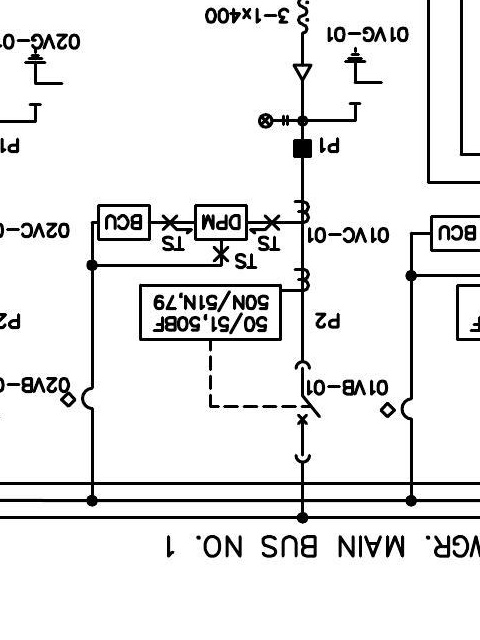 WGR. MAIN BUS NO. 1
01VB-01
02VB-0
P2
P2
50/51,50BF
50N/51N,79
F
TS
TS
TS
BCU
01VC-01
DPM
BCU
02VC-0
P1
P1
01VG-01
02VG-01
3-1x400